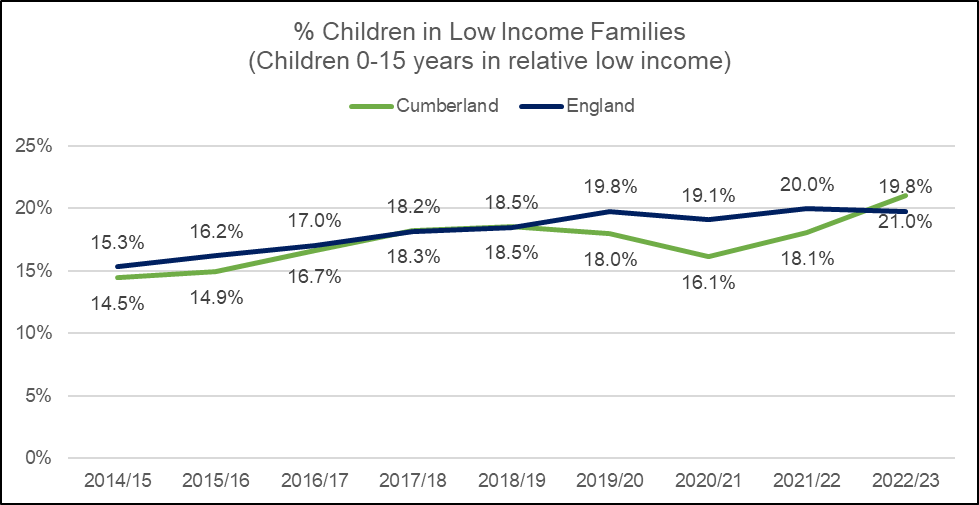 % Children in Low Income Families
(Children 0-15 years in relative low income)
Cumberland England
25%
20%
15%
10%
5%
0%
15.3% 16.2% 17.0% 18.2% 18.5% 19.8% 19.1% 20.0% 19.8%
14.5% 14.9% 16.7% 18.3% 18.5% 18.0% 16.1% 18.1% 21.0%
2014/15 2015/16 2016/17 2017/18 2018/19 2019/20 2020/21 2021/22 2022/23